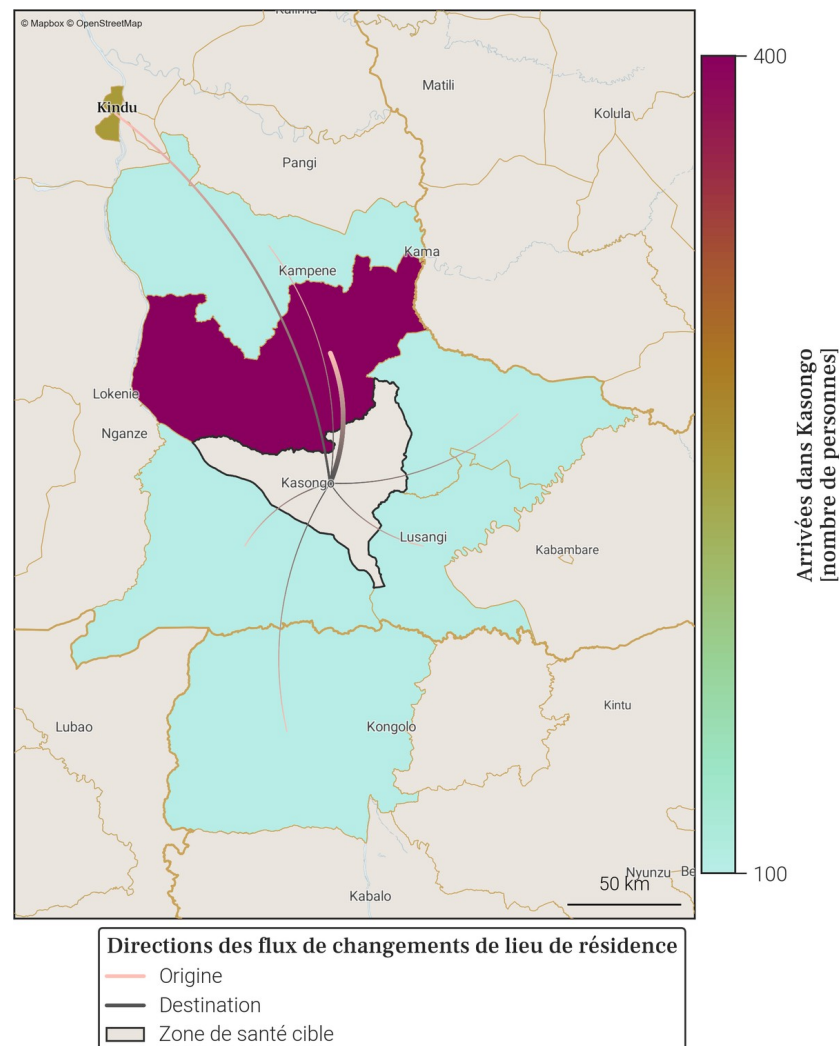 © Mapbox © OpenStreetMap
400
Matili
Kindu
Kolula
Pangi
Kama
Kampene
Lokenie
Nganze
Kasongo
Lusangi
Kabambare
Arrivées dans Kasongo
[nombre de personnes]
Kintu
Lubao
Kongolo
Nyunzu
Be
50 km
100
Kabalo
Directions des flux de changements de lieu de résidence
Origine
Destination
Zone de santé cible